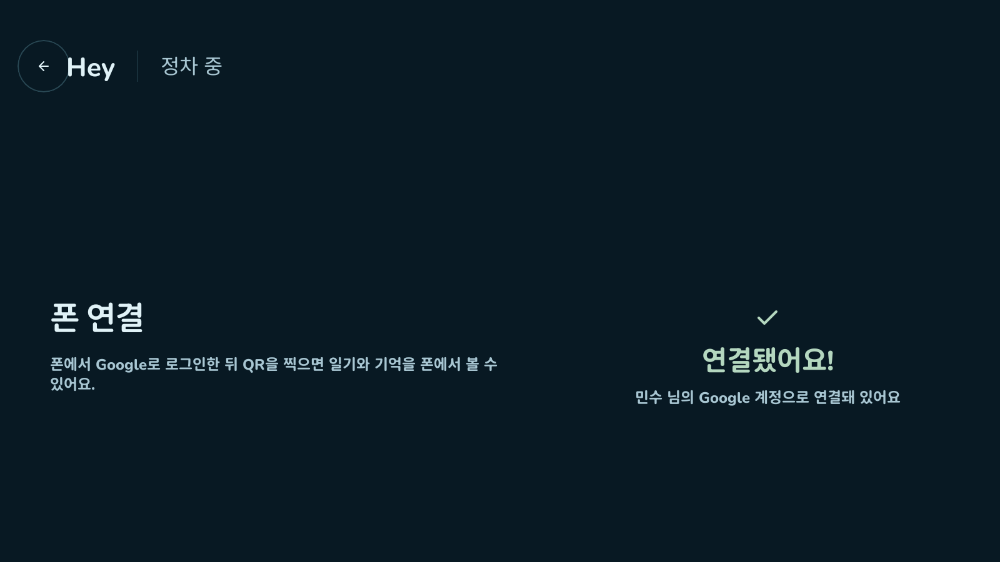 Hey
정차 중
폰 연결
폰에서 Google로 로그인한 뒤 QR을 찍으면 일기와 기억을 폰에서 볼 수
있어요.
연결됐어요!
민수 님의 Google 계정으로 연결돼 있어요